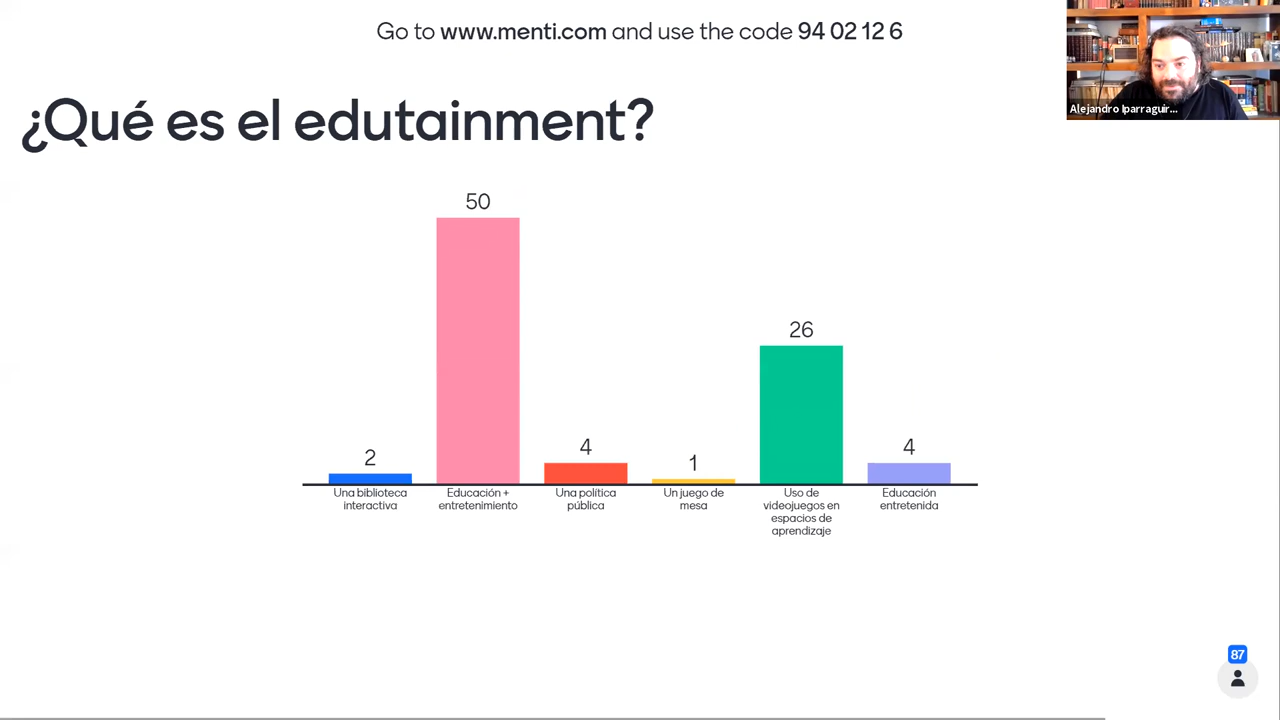 Go to www.menti.com and use the code 94 02 12 6
Alejandro Iparraguir...
¿Qué es el edutainment?
50
26
2
4
1
4
Una biblioteca
interactiva
Educación +
entretenimiento
Una política
pública
Un juego de
mesa
Uso de
videojuegos en
espacios de
aprendizaje
Educación
entretenida
87